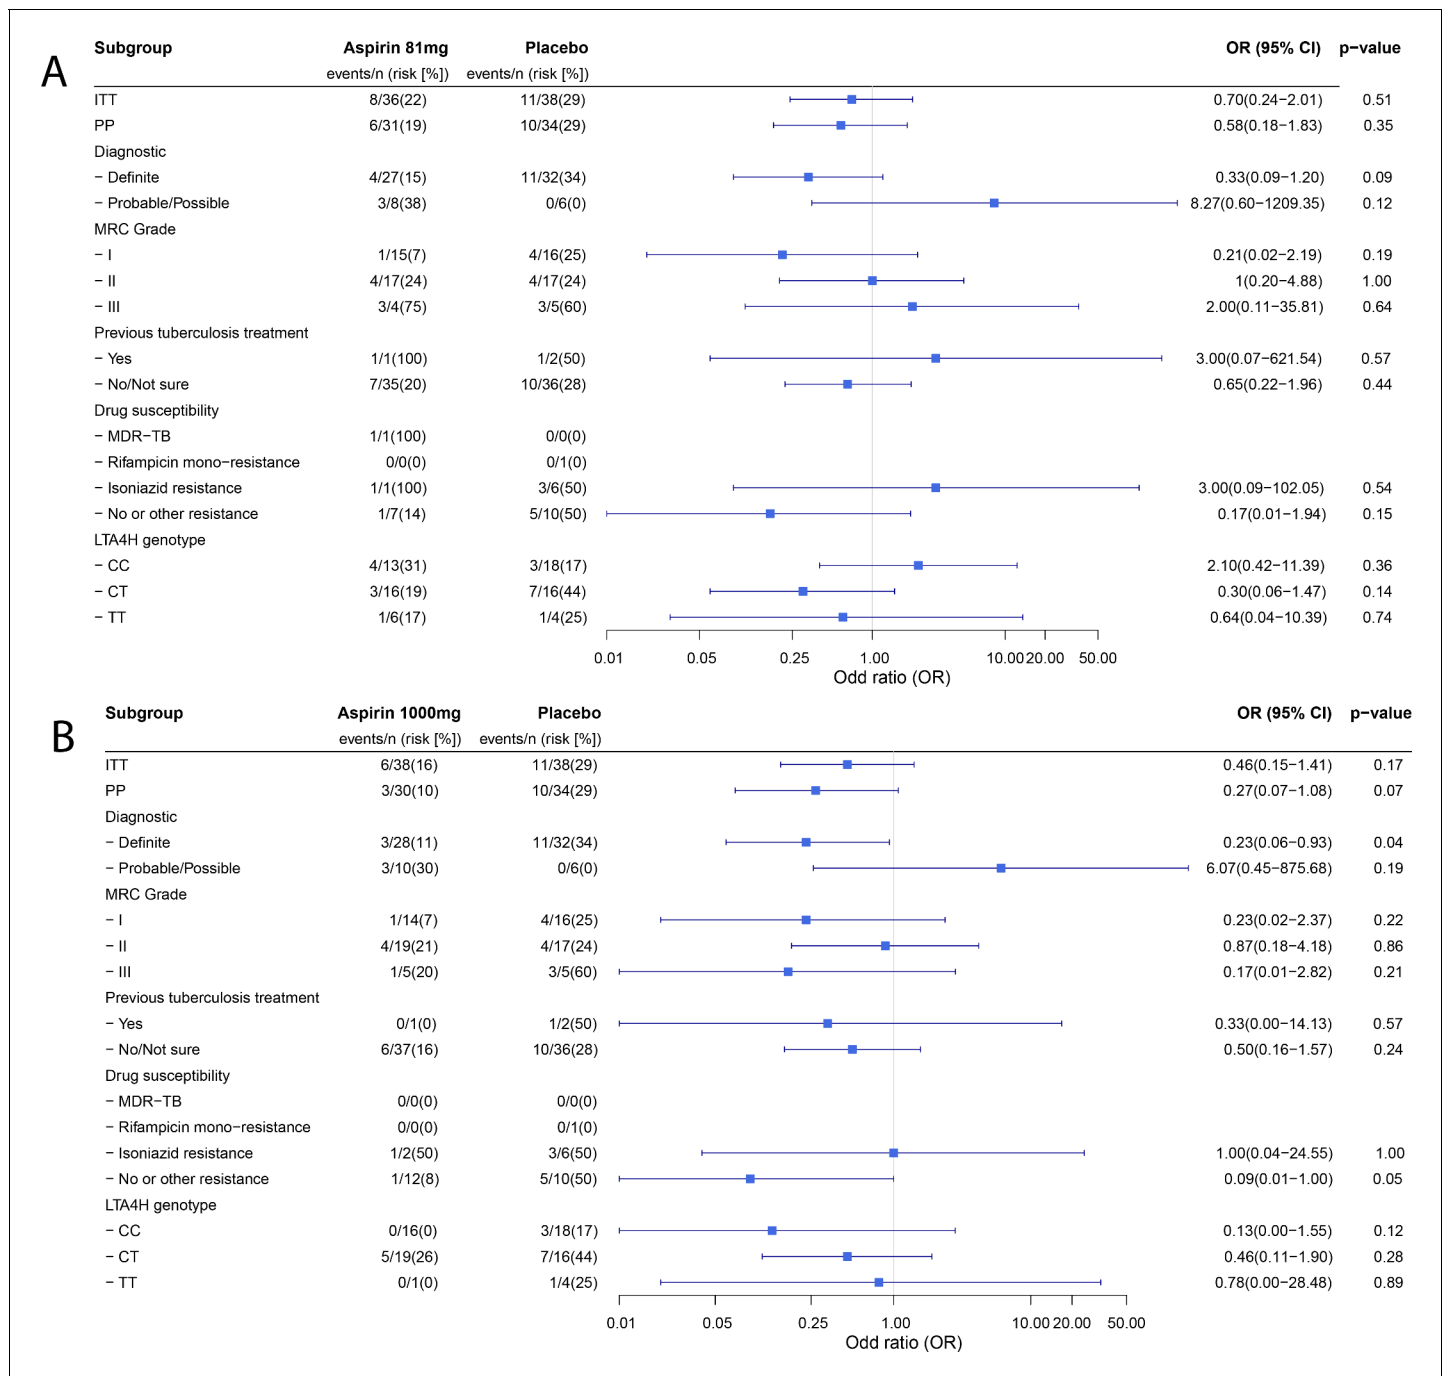 A
Subgroup Aspirin 81mg Placebo OR (95% CI) p−value
events/n (risk [%]) events/n (risk [%])
ITT 8/36(22) 11/38(29) 0.70(0.24−2.01) 0.51
PP 6/31(19) 10/34(29) 0.58(0.18−1.83) 0.35
Diagnostic
− Definite 4/27(15) 11/32(34) 0.33(0.09−1.20) 0.09
− Probable/Possible 3/8(38) 0/6(0) 8.27(0.60−1209.35) 0.12
MRC Grade
− I 1/15(7) 4/16(25) 0.21(0.02−2.19) 0.19
− II 4/17(24) 4/17(24) 1(0.20−4.88) 1.00
− III 3/4(75) 3/5(60) 2.00(0.11−35.81) 0.64
Previous tuberculosis treatment
− Yes 1/1(100) 1/2(50) 3.00(0.07−621.54) 0.57
− No/Not sure 7/35(20) 10/36(28) 0.65(0.22−1.96) 0.44
Drug susceptibility
− MDR−TB 1/1(100) 0/0(0)
− Rifampicin mono−resistance 0/0(0) 0/1(0)
− Isoniazid resistance 1/1(100) 3/6(50) 3.00(0.09−102.05) 0.54
− No or other resistance 1/7(14) 5/10(50) 0.17(0.01−1.94) 0.15
LTA4H genotype
− CC 4/13(31) 3/18(17) 2.10(0.42−11.39) 0.36
− CT 3/16(19) 7/16(44) 0.30(0.06−1.47) 0.14
− TT 1/6(17) 1/4(25) 0.64(0.04−10.39) 0.74
0.01 0.05 0.25 1.00 10.00 20.00 50.00
Odd ratio (OR)
B
Subgroup Aspirin 1000mg Placebo OR (95% CI) p−value
events/n (risk [%]) events/n (risk [%])
ITT 6/38(16) 11/38(29) 0.46(0.15−1.41) 0.17
PP 3/30(10) 10/34(29) 0.27(0.07−1.08) 0.07
Diagnostic
− Definite 3/28(11) 11/32(34) 0.23(0.06−0.93) 0.04
− Probable/Possible 3/10(30) 0/6(0) 6.07(0.45−875.68) 0.19
MRC Grade
− I 1/14(7) 4/16(25) 0.23(0.02−2.37) 0.22
− II 4/19(21) 4/17(24) 0.87(0.18−4.18) 0.86
− III 1/5(20) 3/5(60) 0.17(0.01−2.82) 0.21
Previous tuberculosis treatment
− Yes 0/1(0) 1/2(50) 0.33(0.00−14.13) 0.57
− No/Not sure 6/37(16) 10/36(28) 0.50(0.16−1.57) 0.24
Drug susceptibility
− MDR−TB 0/0(0) 0/0(0)
− Rifampicin mono−resistance 0/0(0) 0/1(0)
− Isoniazid resistance 1/2(50) 3/6(50) 1.00(0.04−24.55) 1.00
− No or other resistance 1/12(8) 5/10(50) 0.09(0.01−1.00) 0.05
LTA4H genotype
− CC 0/16(0) 3/18(17) 0.13(0.00−1.55) 0.12
− CT 5/19(26) 7/16(44) 0.46(0.11−1.90) 0.28
− TT 0/1(0) 1/4(25) 0.78(0.00−28.48) 0.89
0.01 0.05 0.25 1.00 10.00 20.00 50.00
Odd ratio (OR)